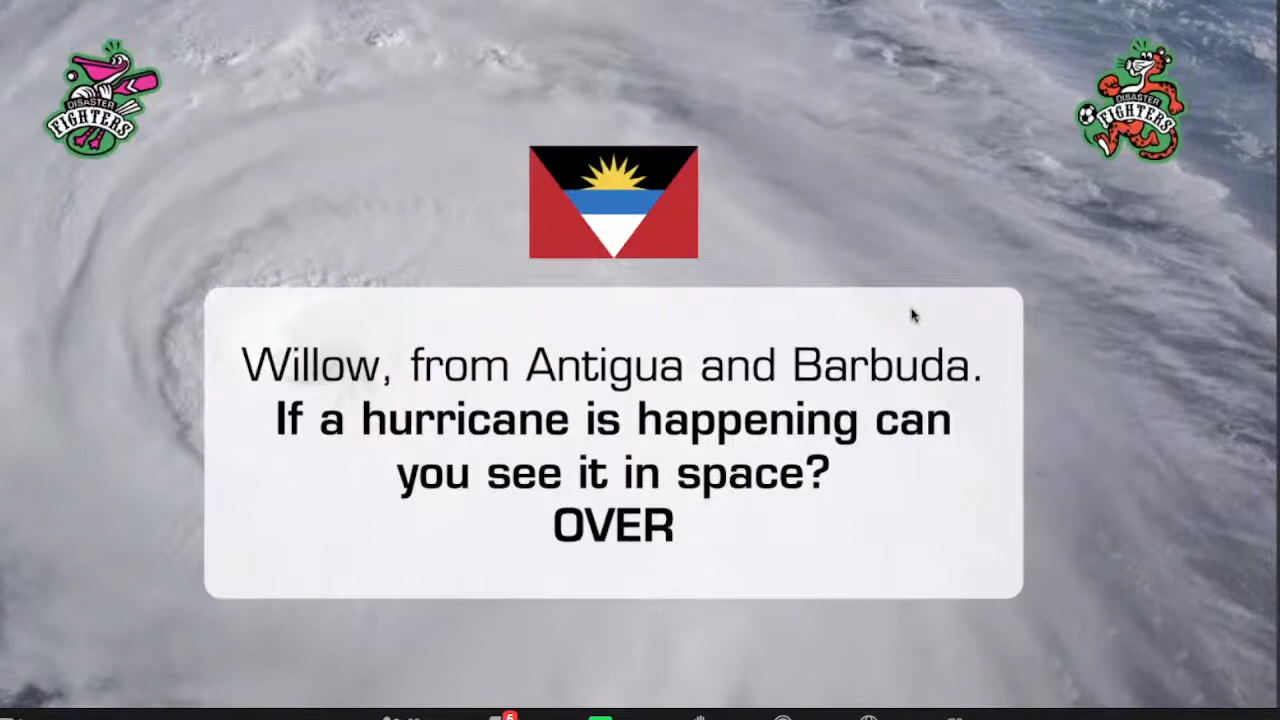 DISASTER
FIGHTERS
DISASTER
FIGHTERS
Willow, from Antigua and Barbuda.
If a hurricane is happening can
you see it in space?
OVER
6